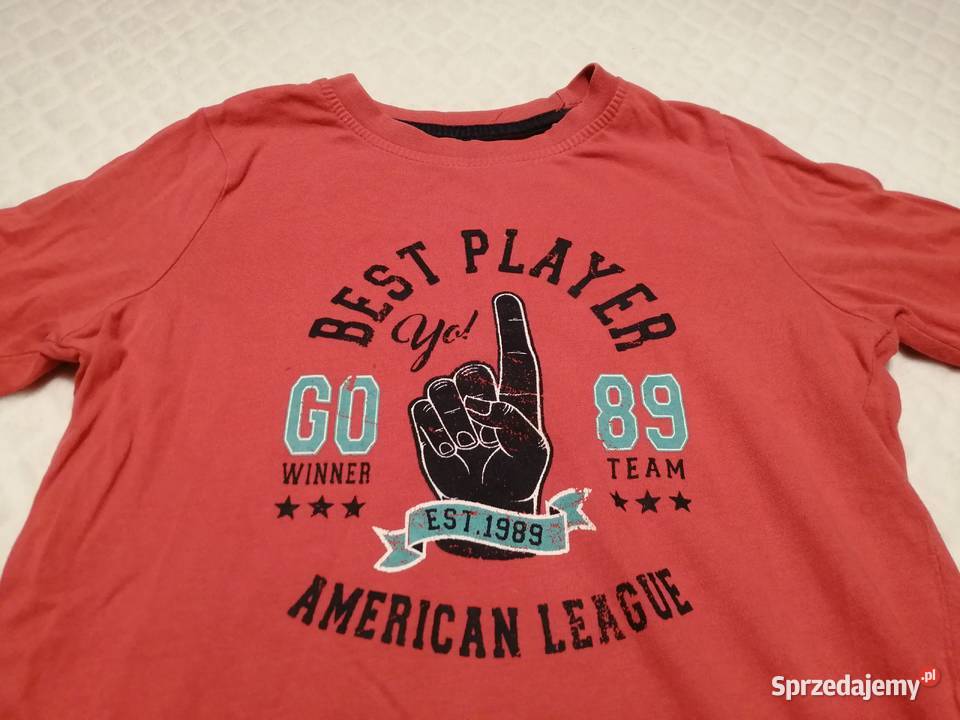 BEST PLAYER
Yo!
GO 89
WINNER TEAM
EST.1989
AMERICAN LEAGUE
Sprzedajemy.pl